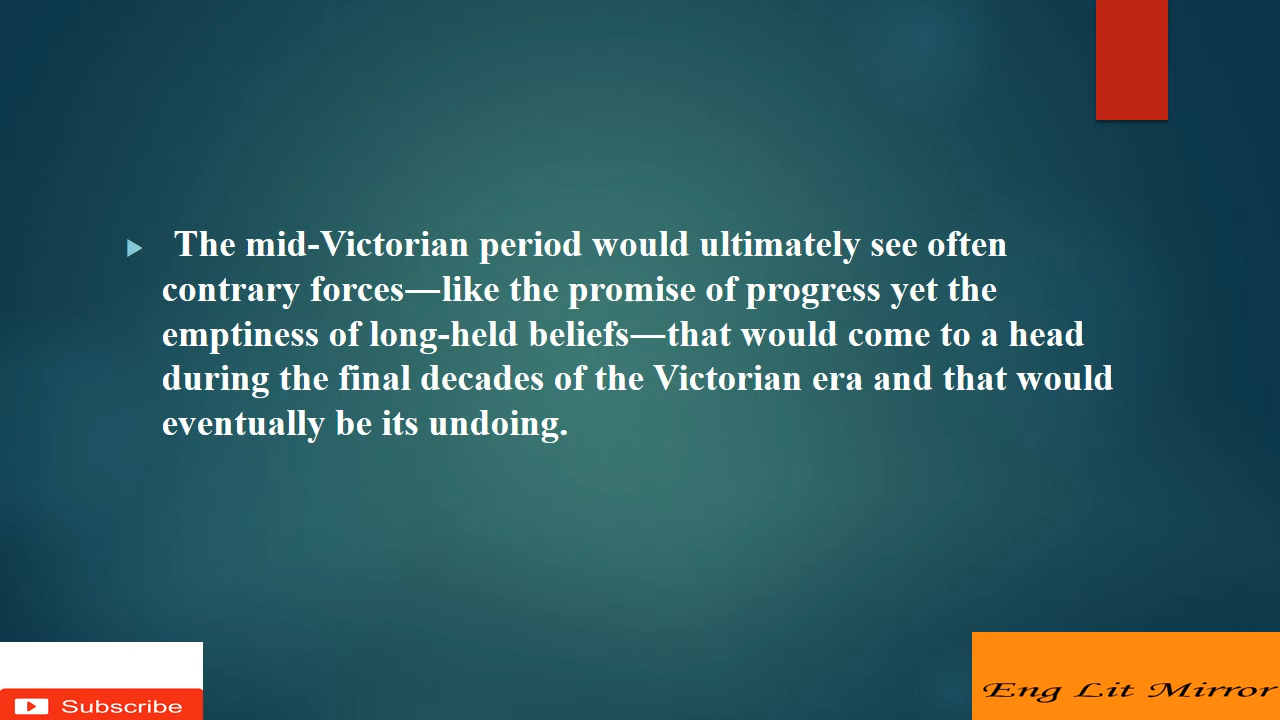 The mid-Victorian period would ultimately see often
contrary forces—like the promise of progress yet the
emptiness of long-held beliefs—that would come to a head
during the final decades of the Victorian era and that would
eventually be its undoing.
Subscribe
Eng Lit Mirror